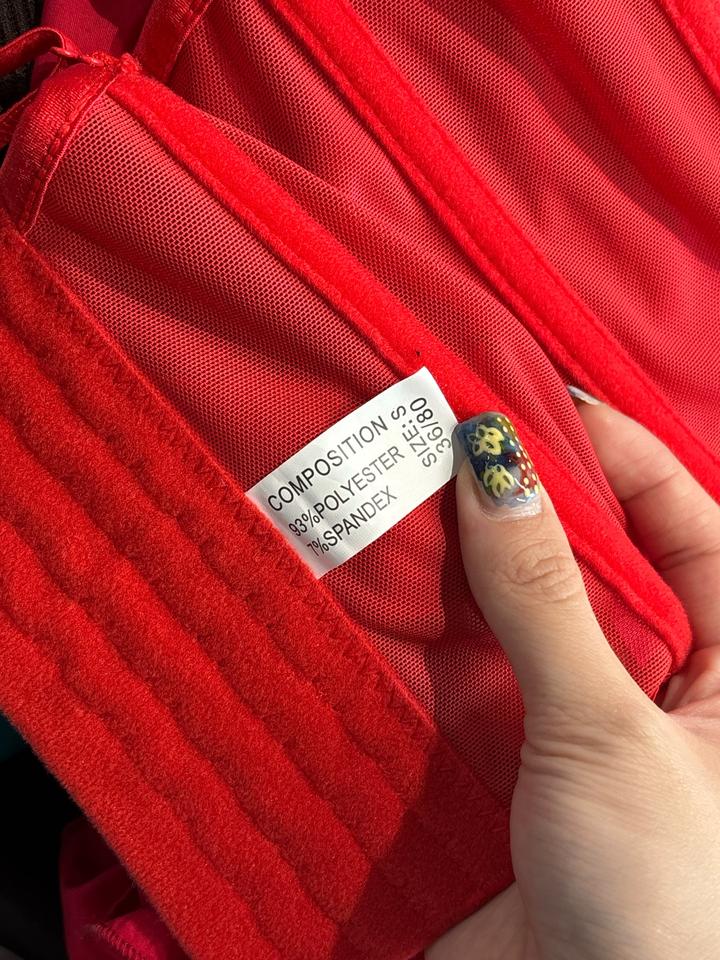 COMPOSITION
93%POLYESTER
7%SPANDEX
SIZE: S
36/80